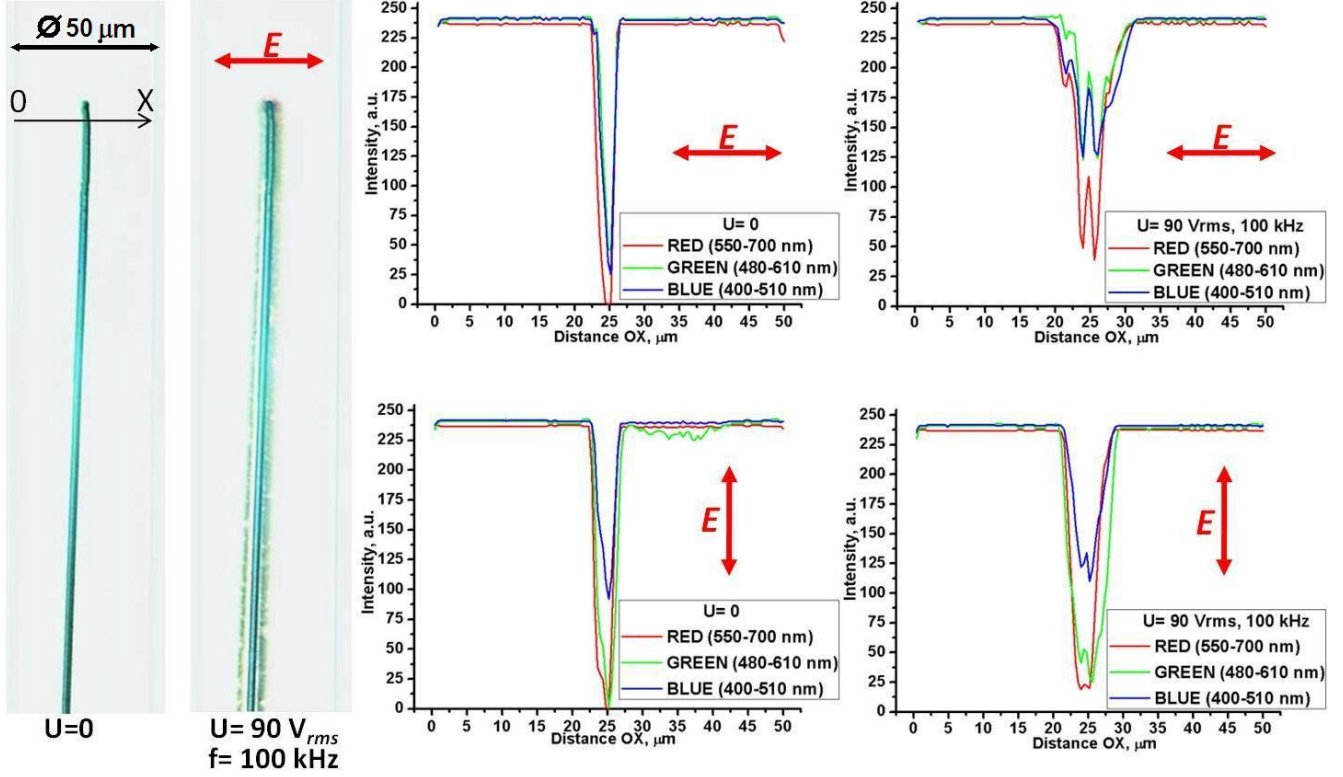 Ø 50 μm
O X
U=0
E
U= 90 Vrms
f= 100 kHz
250
225
200
175
150
125
100
75
50
25
0
Intensity, a.u.
E
U= 0
RED (550-700 nm)
GREEN (480-610 nm)
BLUE (400-510 nm)
0 5 10 15 20 25 30 35 40 45 50
Distance OX, μm
250
225
200
175
150
125
100
75
50
25
0
Intensity, a.u.
E
U= 90 Vrms, 100 kHz
RED (550-700 nm)
GREEN (480-610 nm)
BLUE (400-510 nm)
0 5 10 15 20 25 30 35 40 45 50
Distance OX, μm
250
225
200
175
150
125
100
75
50
25
0
Intensity, a.u.
E
U= 0
RED (550-700 nm)
GREEN (480-610 nm)
BLUE (400-510 nm)
0 5 10 15 20 25 30 35 40 45 50
Distance OX, μm
250
225
200
175
150
125
100
75
50
25
0
Intensity, a.u.
E
U= 90 Vrms, 100 kHz
RED (550-700 nm)
GREEN (480-610 nm)
BLUE (400-510 nm)
0 5 10 15 20 25 30 35 40 45 50
Distance OX, μm